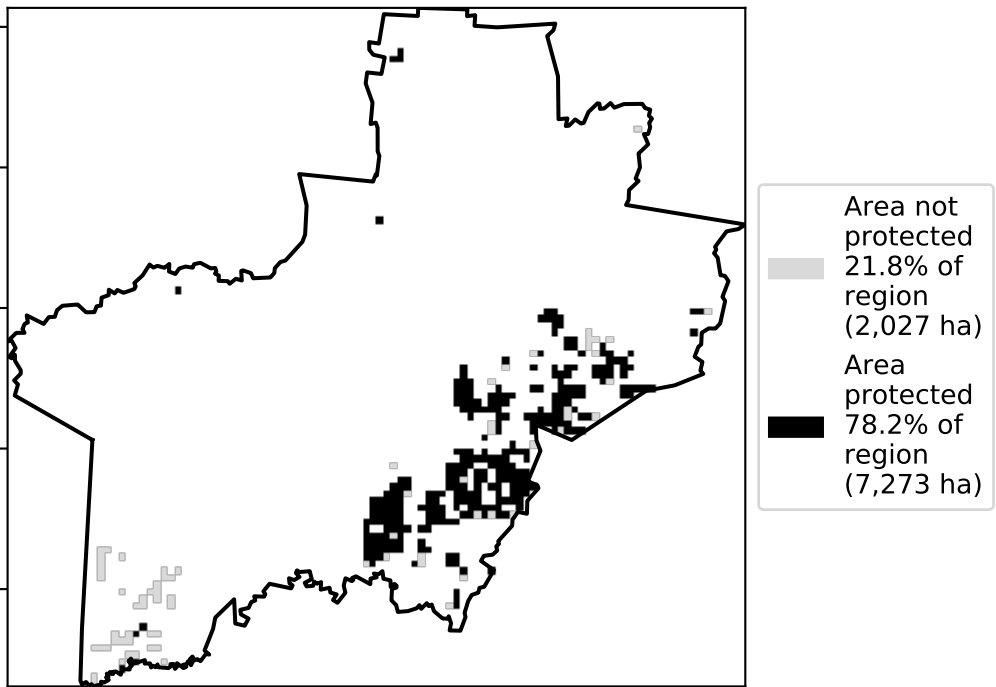 Area not
protected
21.8% of
region
(2,027 ha)
Area
protected
78.2% of
region
(7,273 ha)